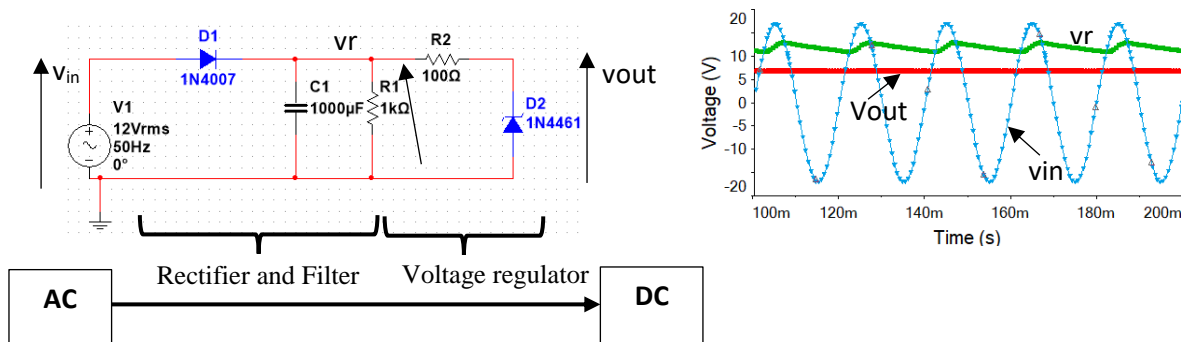 D1
1N4007
vr
R2
100Ω
vin
C1
1000µF
R1
1kΩ
vout
V1
12Vrms
50Hz
0°
D2
1N4461
Rectifier and Filter
Voltage regulator
AC
DC
Voltage (V)
20
15
10
5
0
-5
-10
-15
-20
vr
Vout
vin
100m
120m
140m
160m
180m
200m
Time (s)